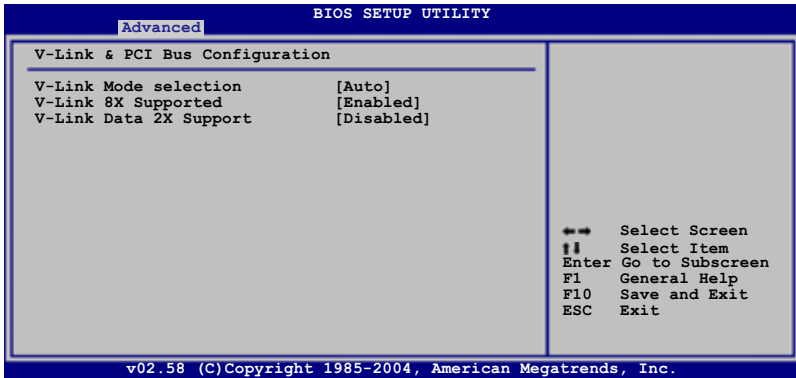 BIOS SETUP UTILITY
Advanced
V-Link & PCI Bus Configuration
V-Link Mode selection [Auto]
V-Link 8X Supported [Enabled]
V-Link Data 2X Support [Disabled]
←→ Select Screen
↑↓ Select Item
Enter Go to Subscreen
F1 General Help
F10 Save and Exit
ESC Exit
v02.58 (C)Copyright 1985-2004, American Megatrends, Inc.